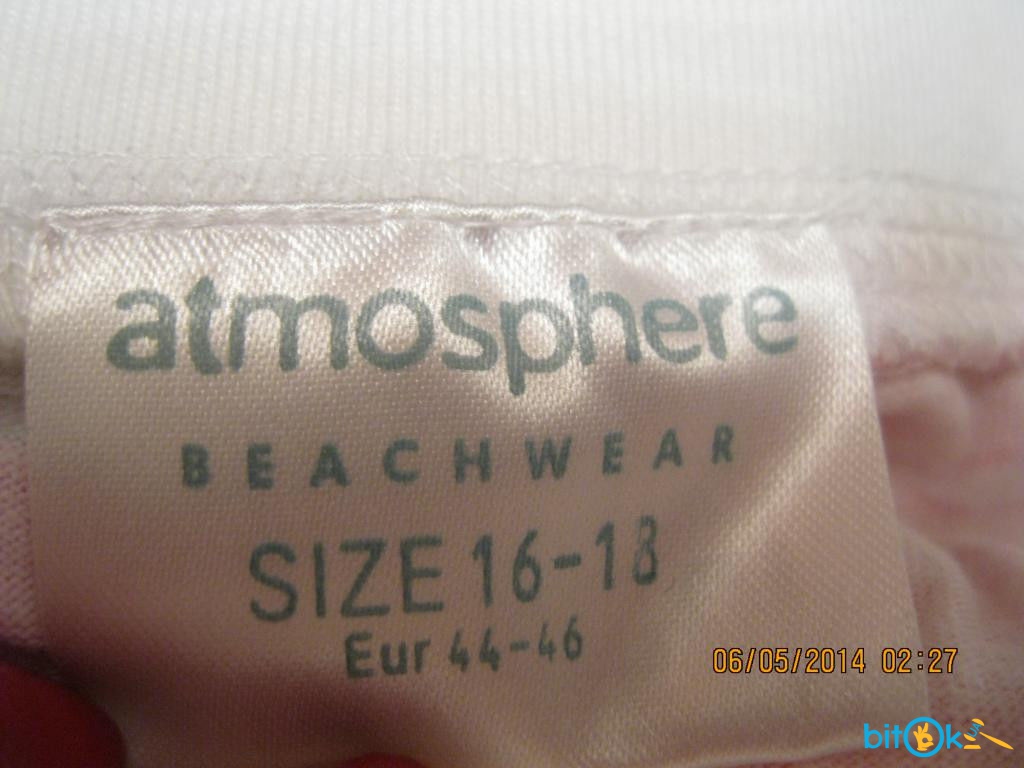 atmosphere
BEACHWEAR
SIZE 16-18
Eur 44-46
06/05/2014 02:27
bitOk